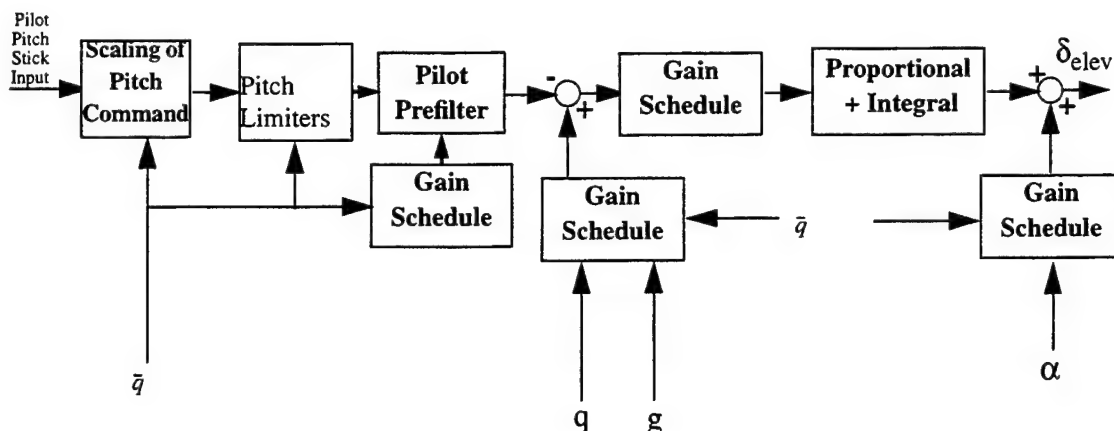 Pilot
Pitch
Stick
Input
Scaling of
Pitch
Command
Pitch
Limiters
Pilot
Prefilter
Gain
Schedule
-
+
Gain
Schedule
q̄
Gain
Schedule
Proportional
+ Integral
+
+
δelev
Gain
Schedule
q̄
q
g
α